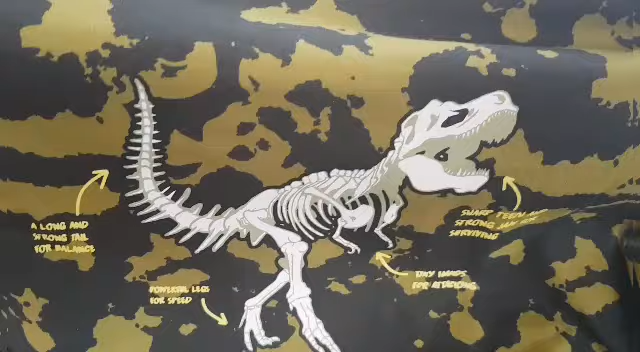 A LONG AND
STRONG TAIL
FOR BALANCE
POWERFUL LEGS
FOR SPEED
TINY HANDS
FOR ATTACKING
SHARP TEETH
STRONG
SURVIVING